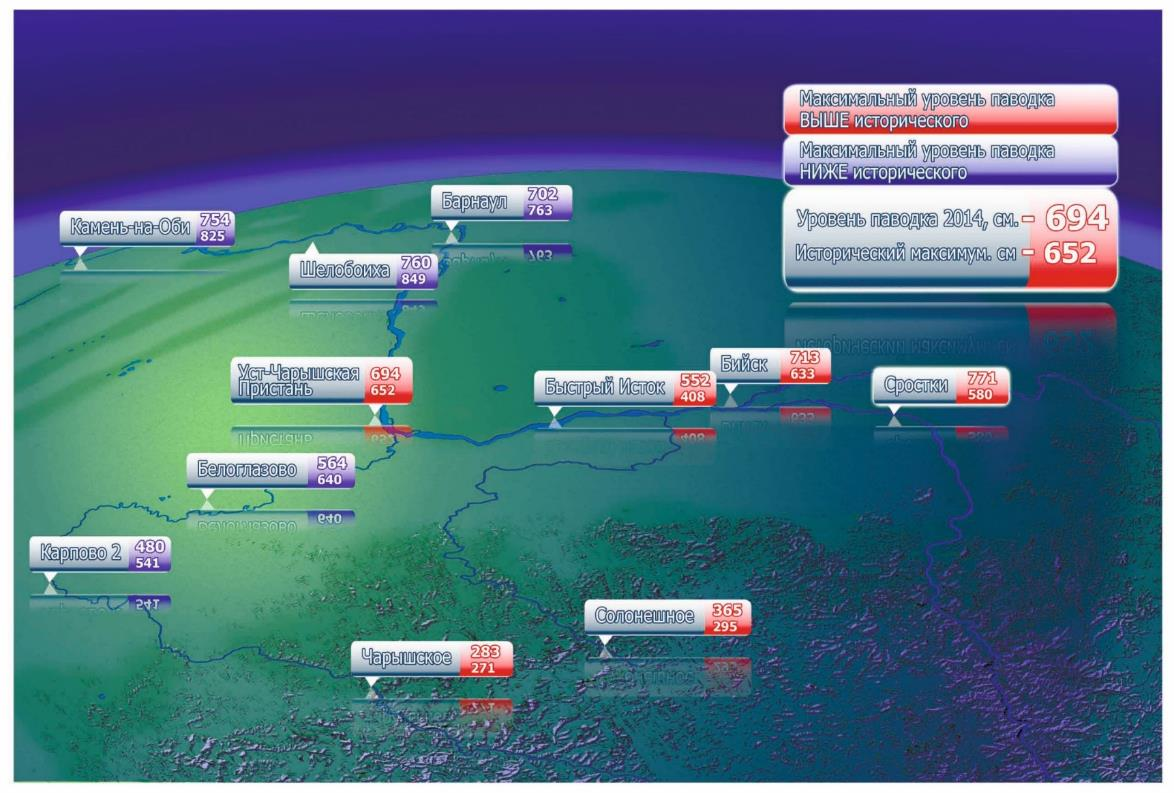 Максимальный уровень паводка
ВЫШЕ исторического
Максимальный уровень паводка
НИЖЕ исторического
Уровень паводка 2014, см. - 694
Исторический максимум. см - 652
Барнаул 702
763
Камень-на-Оби 754
825
Шелобоиха 760
849
Бийск 713
633
Уст-Чарышская 694
Пристань 652
Быстрый Исток 552
408
Сростки 771
580
Белоглазово 564
640
Карпово 2 480
541
Солонешное 365
295
Чарышское 283
271